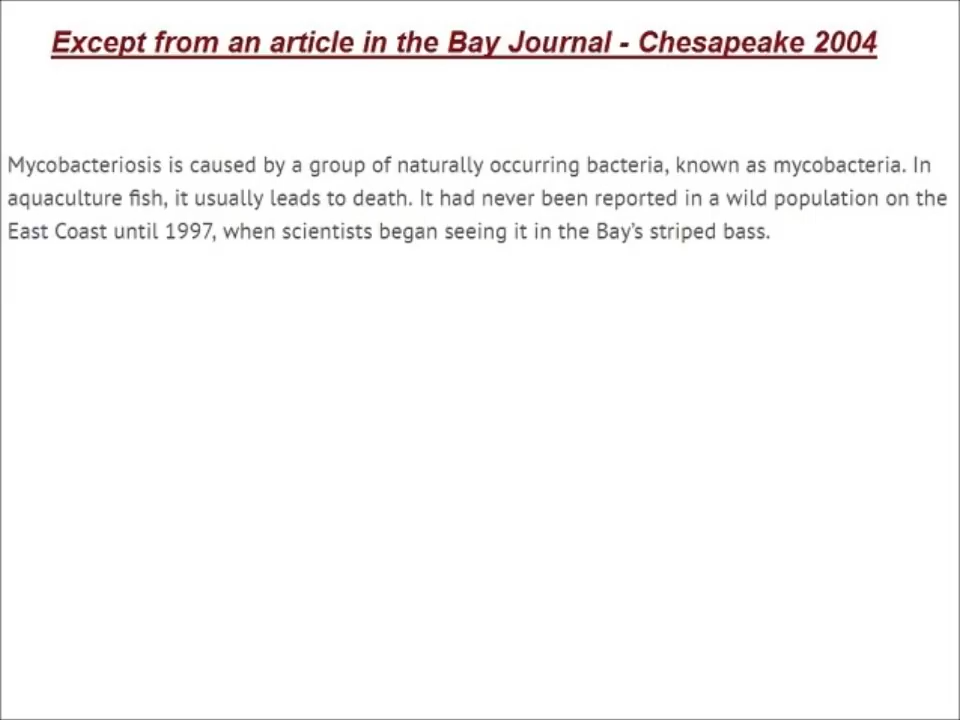 Except from an article in the Bay Journal - Chesapeake 2004
Mycobacteriosis is caused by a group of naturally occurring bacteria, known as mycobacteria. In
aquaculture fish, it usually leads to death. It had never been reported in a wild population on the
East Coast until 1997, when scientists began seeing it in the Bay’s striped bass.